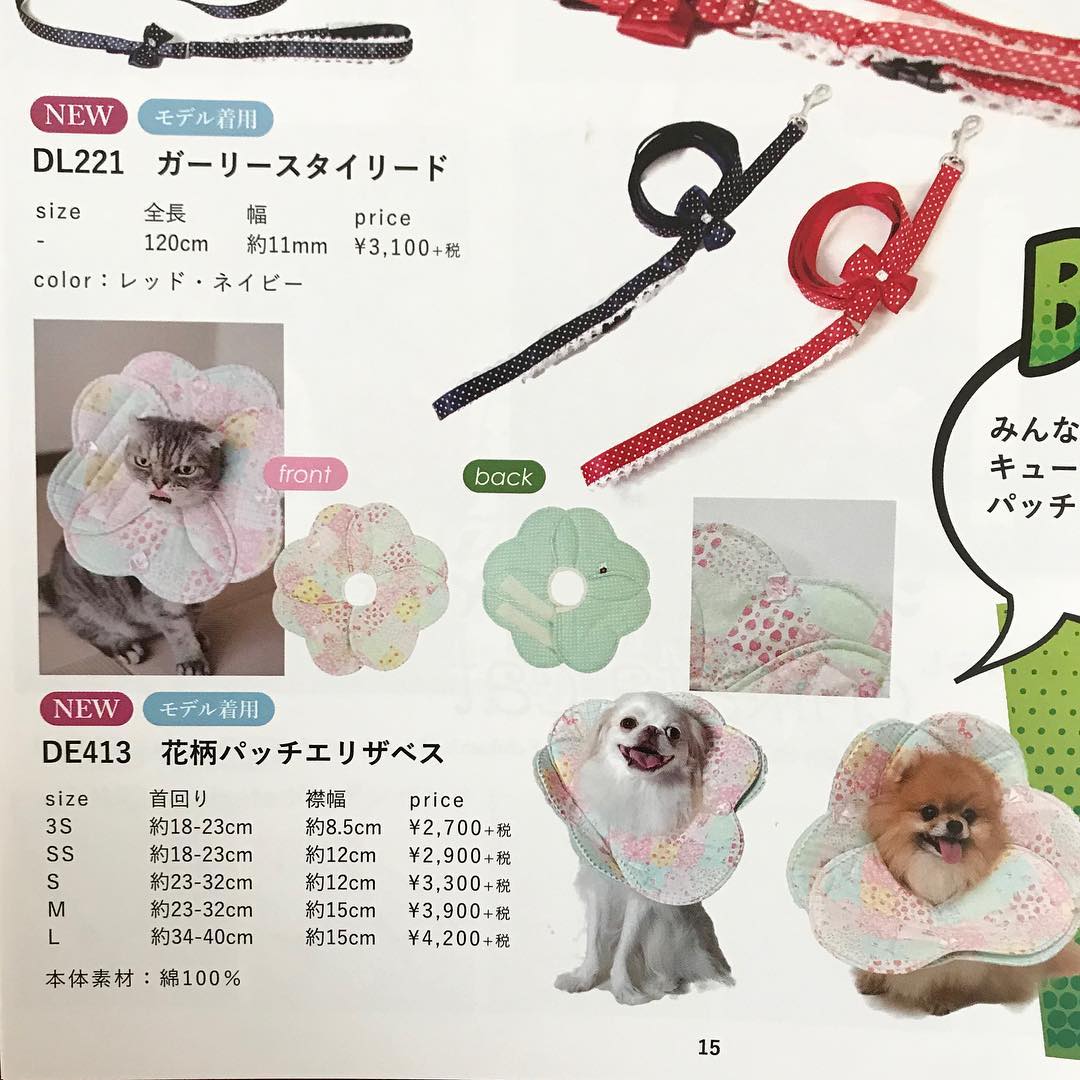 NEW モデル着用
DL221 ガーリースタイリード
size 全長 幅 price
- 120cm 約11mm ¥3,100+税
color：レッド・ネイビー
front
back
みんな
キュー
パッチ
NEW モデル着用
DE413 花柄パッチエリザベス
size 首回り 襟幅 price
3S 約18-23cm 約8.5cm ¥2,700+税
SS 約18-23cm 約12cm ¥2,900+税
S 約23-32cm 約12cm ¥3,300+税
M 約23-32cm 約15cm ¥3,900+税
L 約34-40cm 約15cm ¥4,200+税
本体素材：綿100％
15